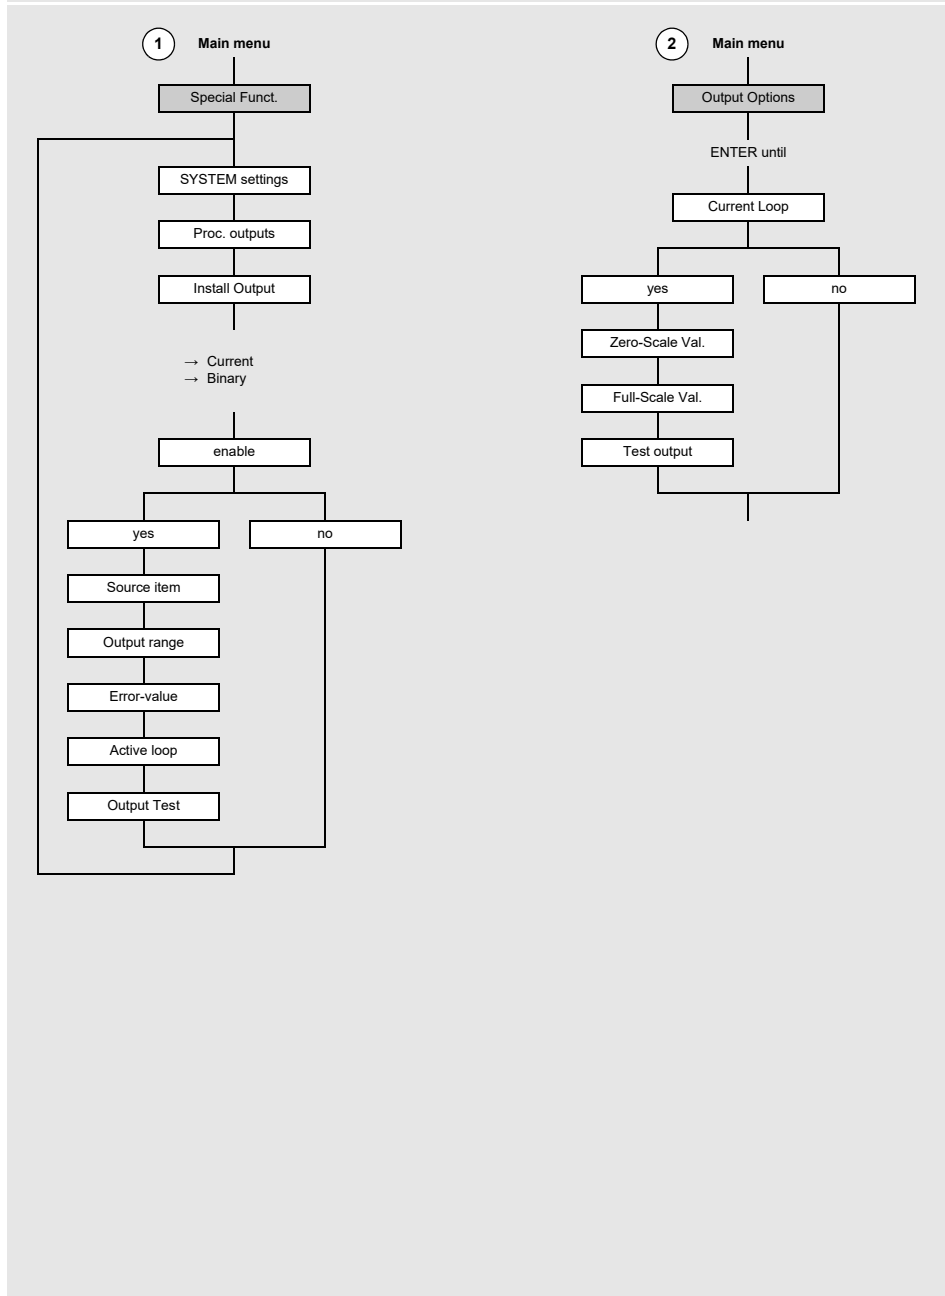 1 Main menu
Special Funct.
SYSTEM settings
Proc. outputs
Install Output
→ Current
→ Binary
enable
yes
no
Source item
Output range
Error-value
Active loop
Output Test
2 Main menu
Output Options
ENTER until
Current Loop
yes
no
Zero-Scale Val.
Full-Scale Val.
Test output